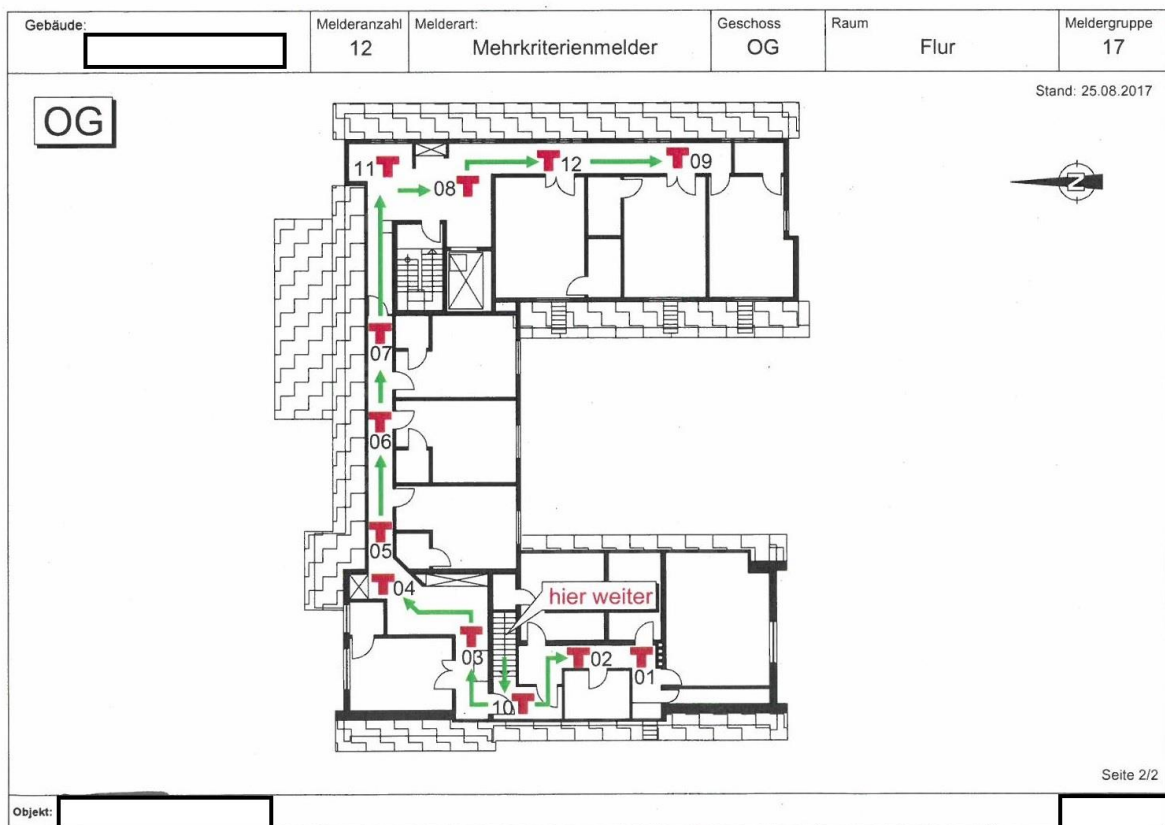 Gebäude:
Melderanzahl
12
Melderart:
Mehrkriterienmelder
Geschoss
OG
Raum
Flur
Meldergruppe
17
Stand: 25.08.2017
OG
N
11
08
12
09
07
06
05
04
hier weiter
03
02
01
10
Seite 2/2
Objekt: